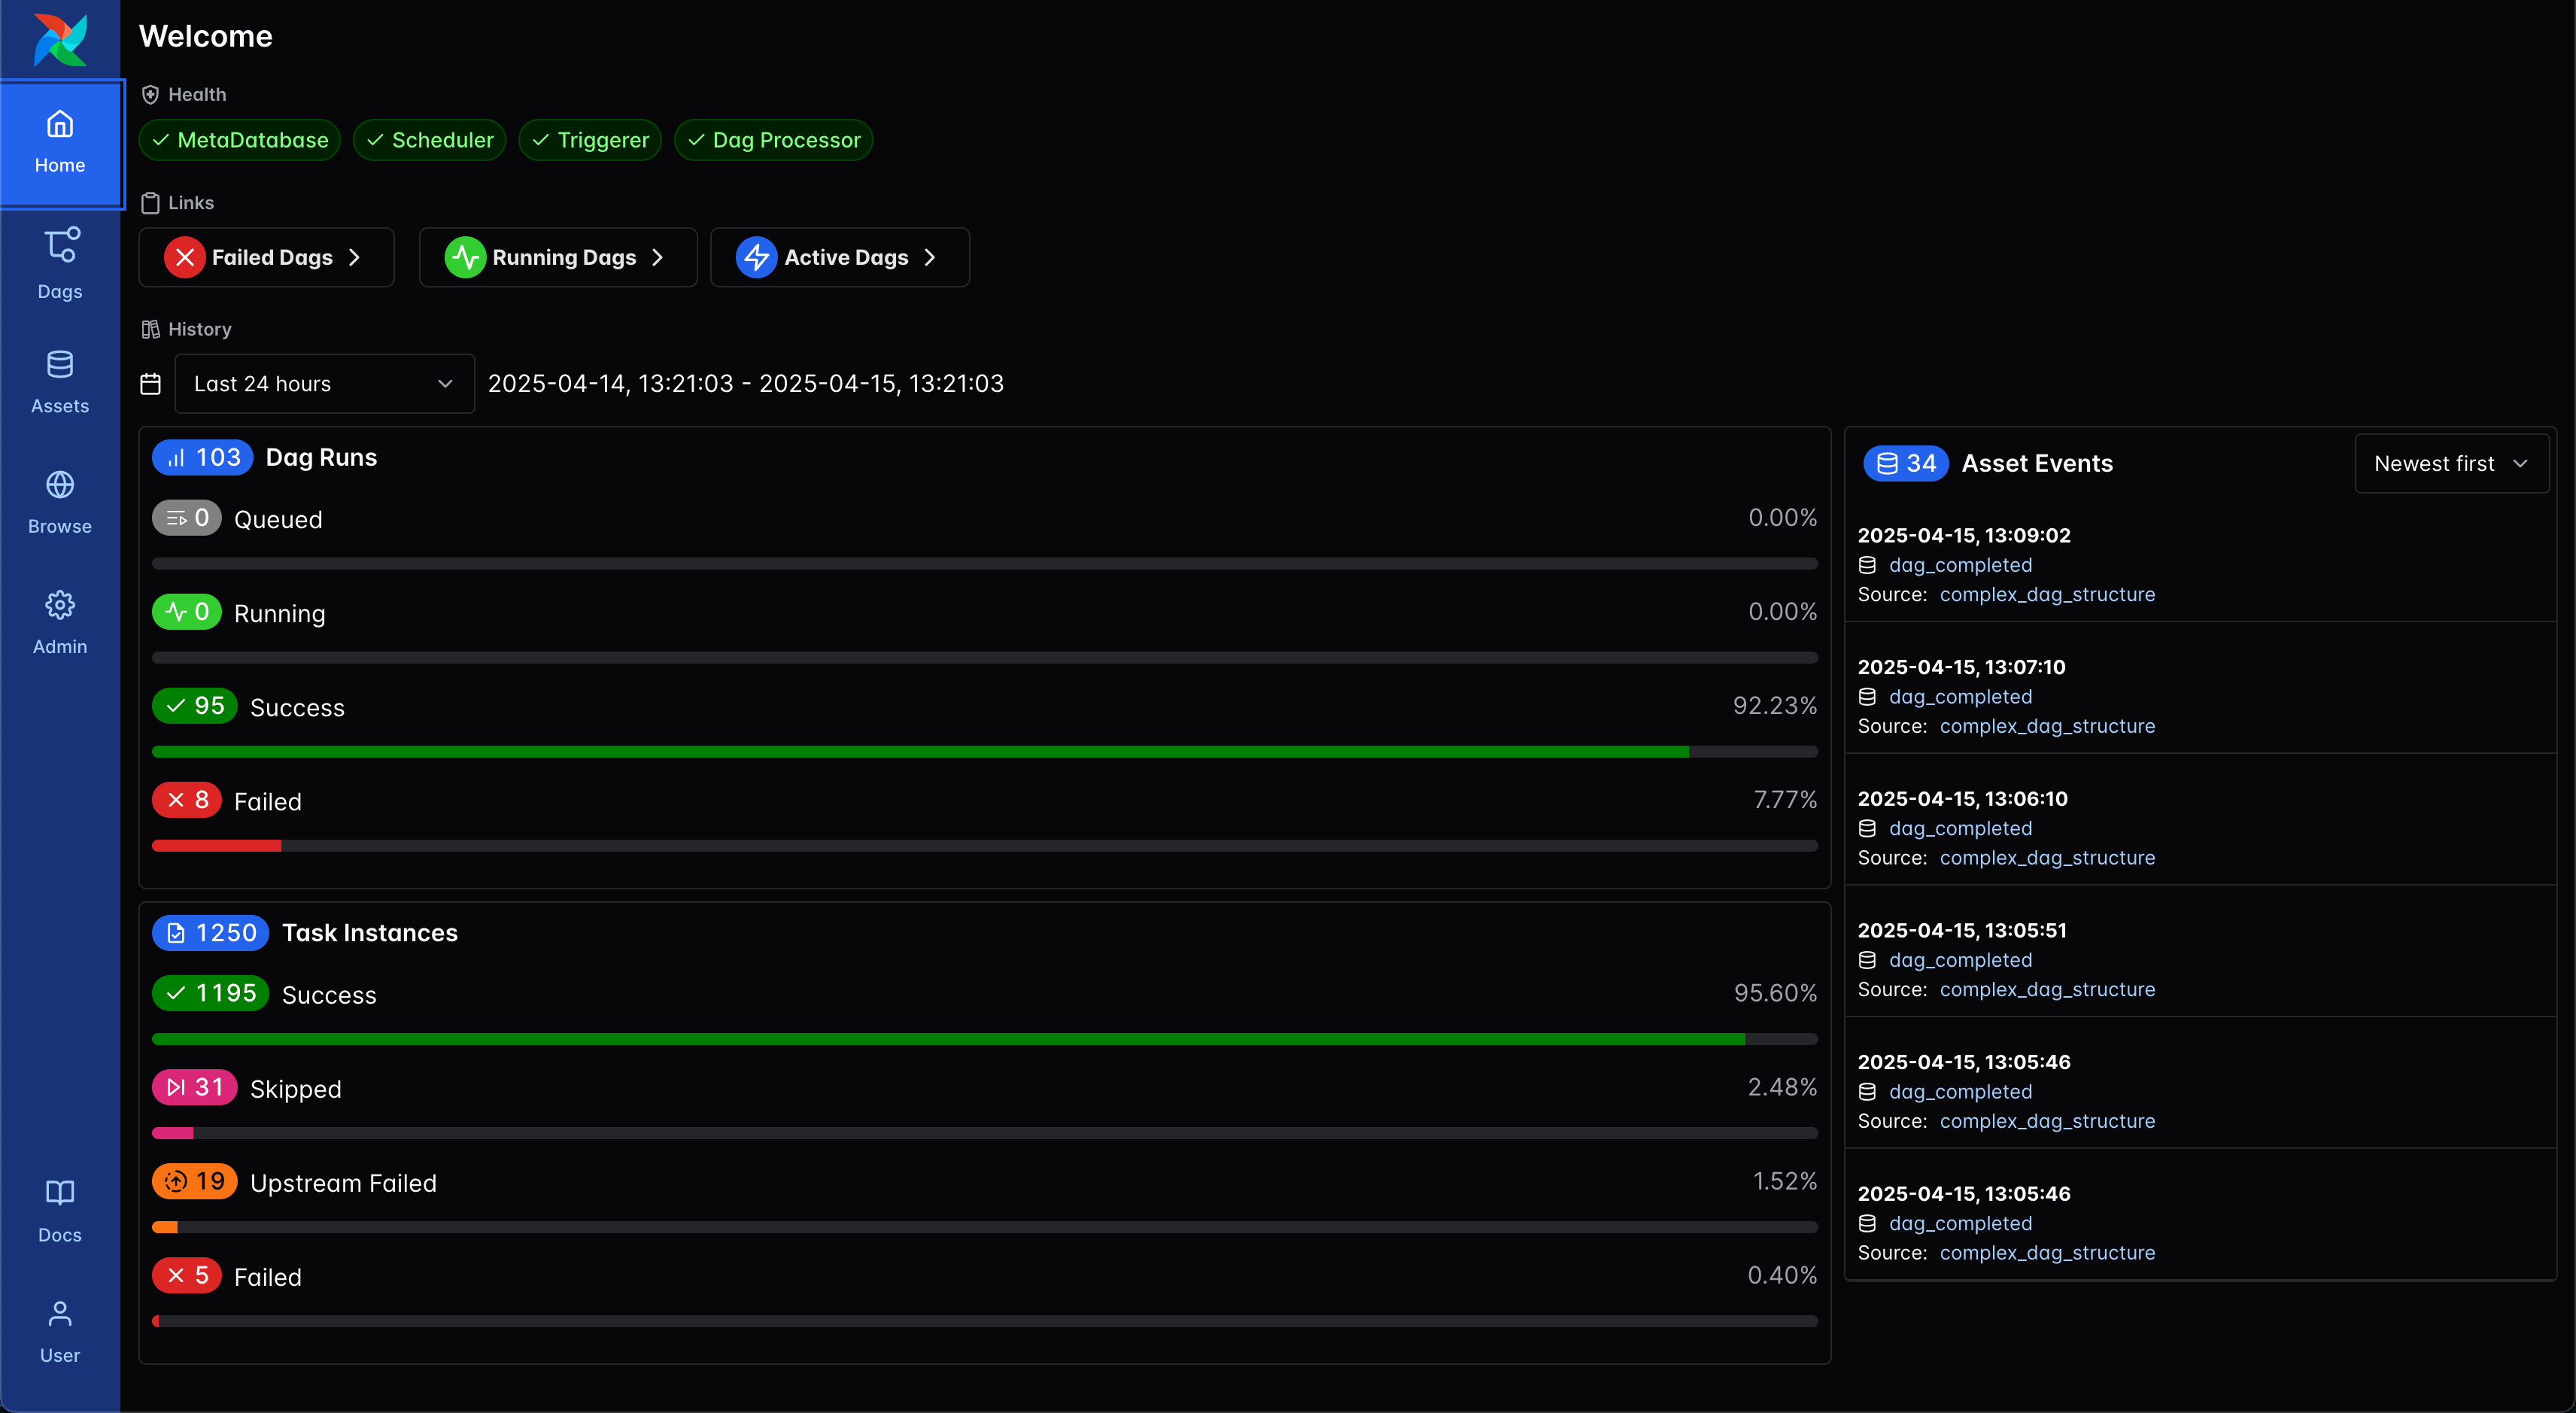 Welcome
Health
MetaDatabase Scheduler Triggerer Dag Processor
Links
Failed Dags Running Dags Active Dags
History
Last 24 hours 2025-04-14, 13:21:03 - 2025-04-15, 13:21:03
103 Dag Runs
0 Queued 0.00%
0 Running 0.00%
95 Success 92.23%
8 Failed 7.77%
1250 Task Instances
1195 Success 95.60%
31 Skipped 2.48%
19 Upstream Failed 1.52%
5 Failed 0.40%
34 Asset Events Newest first
2025-04-15, 13:09:02
dag_completed
Source: complex_dag_structure
2025-04-15, 13:07:10
dag_completed
Source: complex_dag_structure
2025-04-15, 13:06:10
dag_completed
Source: complex_dag_structure
2025-04-15, 13:05:51
dag_completed
Source: complex_dag_structure
2025-04-15, 13:05:46
dag_completed
Source: complex_dag_structure
2025-04-15, 13:05:46
dag_completed
Source: complex_dag_structure
Home
Dags
Assets
Browse
Admin
Docs
User